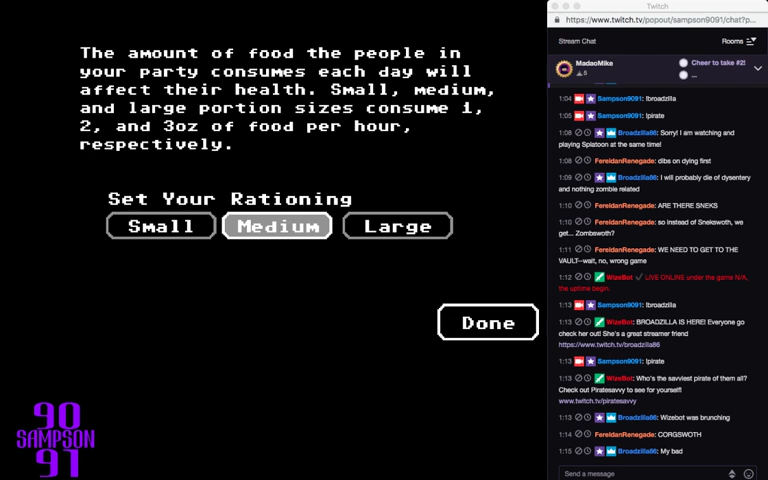 Twitch
https://www.twitch.tv/popout/sampson9091/chat?p...
The amount of food the people in
your party consumes each day will
affect their health. Small, medium,
and large portion sizes consume 1,
2, and 3oz of food per hour,
respectively.
Set Your Rationing
Small Medium Large
Done
90
SAMPSON
91
Stream Chat Rooms
MadaoMike
5
Cheer to take #2!
...
1:04 Sampson9091: !broadzilla
1:05 Sampson9091: !pirate
1:08 Broadzilla86: Sorry! I am watching and
playing Splatoon at the same time!
1:08 FereldanRenegade: dibs on dying first
1:09 Broadzilla86: I will probably die of dysentery
and nothing zombie related
1:10 FereldanRenegade: ARE THERE SNEKS
1:10 FereldanRenegade: so instead of Snekswoth, we
get... Zombswoth?
1:11 FereldanRenegade: WE NEED TO GET TO THE
VAULT--wait, no, wrong game
1:12 WizeBot LIVE ONLINE under the game N/A,
the uptime begin.
1:13 Sampson9091: !broadzilla
1:13 WizeBot: BROADZILLA IS HERE! Everyone go
check her out! She's a great streamer friend
https://www.twitch.tv/broadzilla86
1:13 Sampson9091: !pirate
1:13 WizeBot: Who's the savviest pirate of them all?
Check out Piratesavvy to see for yourself!
www.twitch.tv/piratesavvy
1:13 Broadzilla86: Wizebot was brunching
1:14 FereldanRenegade: CORGSWOTH
1:15 Broadzilla86: My bad
Send a message